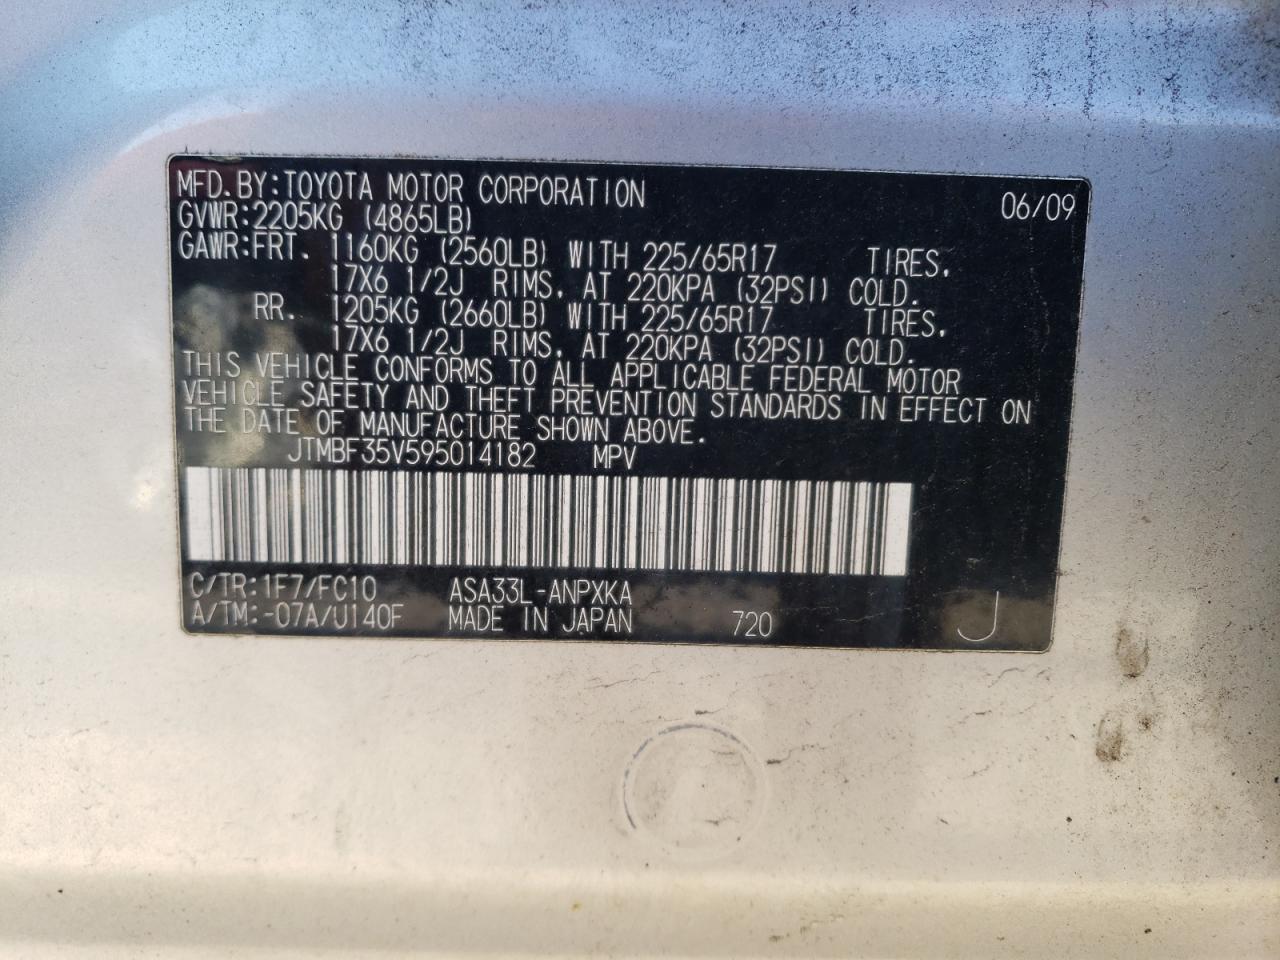 MFD. BY: TOYOTA MOTOR CORPORATION 06/09
GVWR: 2205KG (4865LB)
GAWR: FRT. 1160KG (2560LB) WITH 225/65R17 TIRES,
17X6 1/2J RIMS, AT 220KPA (32PSI) COLD.
RR. 1205KG (2660LB) WITH 225/65R17 TIRES,
17X6 1/2J RIMS, AT 220KPA (32PSI) COLD.
THIS VEHICLE CONFORMS TO ALL APPLICABLE FEDERAL MOTOR
VEHICLE SAFETY AND THEFT PREVENTION STANDARDS IN EFFECT ON
THE DATE OF MANUFACTURE SHOWN ABOVE.
JTMBF35V595014182 MPV
C/TR: 1F7/FC10 ASA33L-ANPXKA
A/TM: -07A/U140F MADE IN JAPAN 720 J